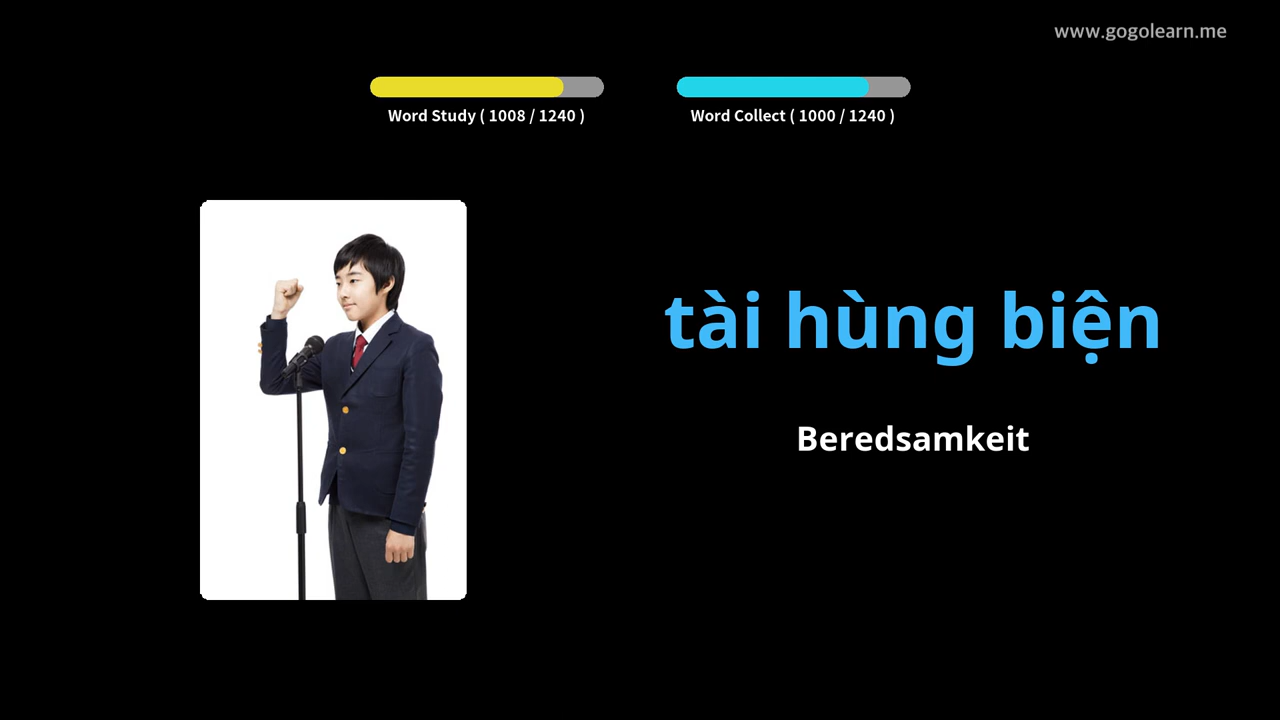 www.gogolearn.me
Word Study ( 1008 / 1240 )
Word Collect ( 1000 / 1240 )
tài hùng biện
Beredsamkeit